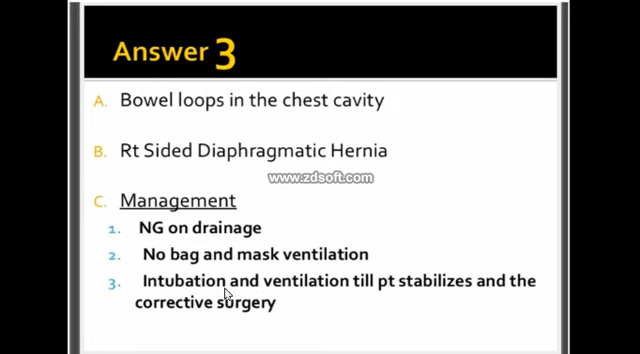 Answer 3
A. Bowel loops in the chest cavity
B. Rt Sided Diaphragmatic Hernia
www.zdsoft.com
C. Management
1. NG on drainage
2. No bag and mask ventilation
3. Intubation and ventilation till pt stabilizes and the
corrective surgery